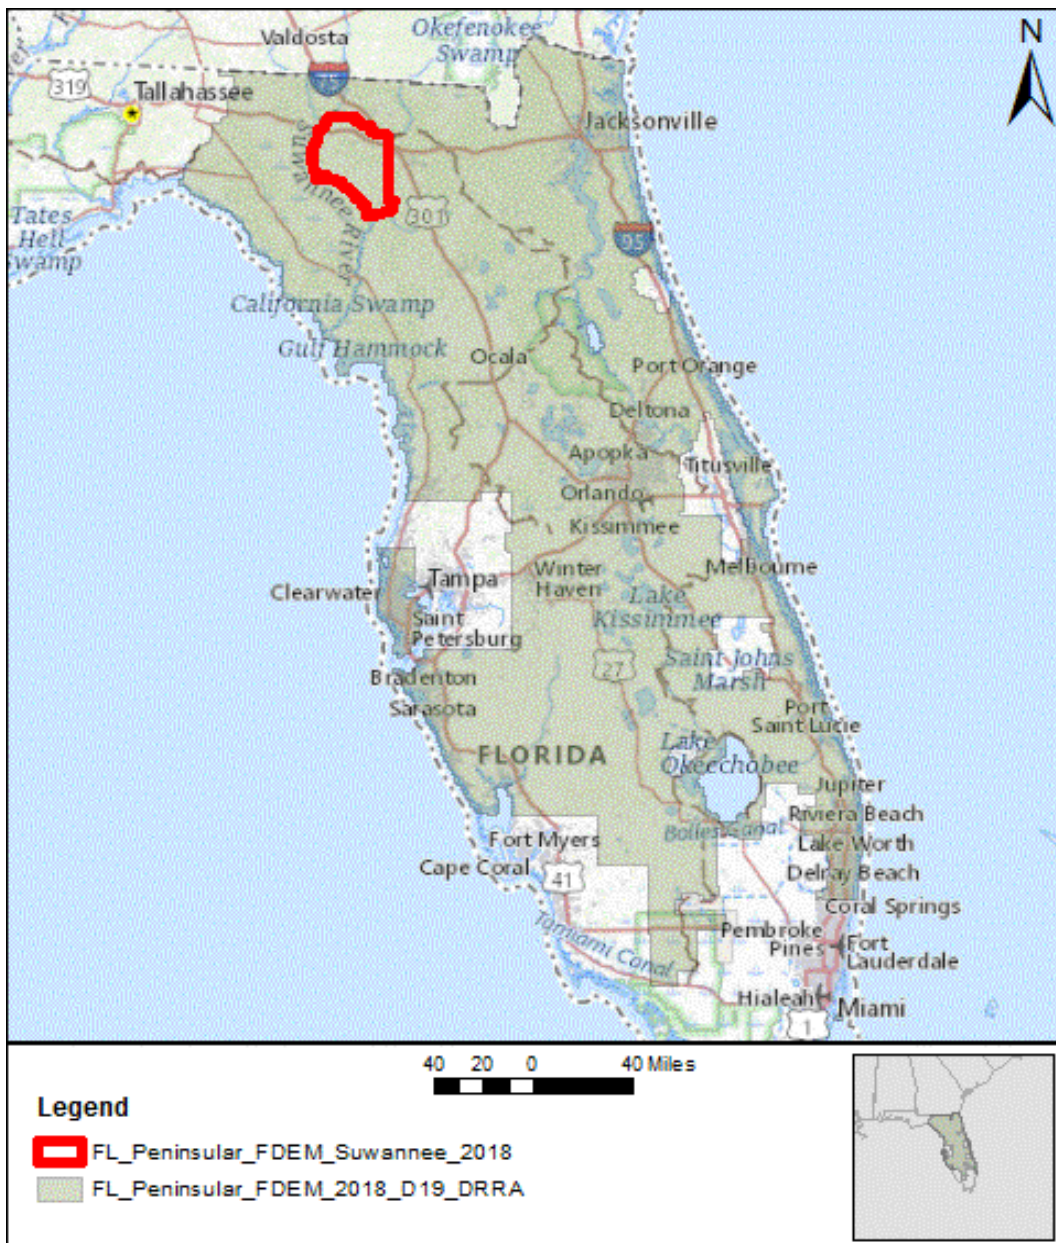 Valdosta
Okefenokee
Swamp
N
319
Tallahassee
Jacksonville
Suwannee River
301
95
Tates
Hell
Swamp
California Swamp
Gulf Hammock
Ocala
Port Orange
Deltona
Apopka
Titusville
Orlando
Kissimmee
Melbourne
Winter
Haven
Clearwater
Tampa
Lake
Kissimmee
Saint
Petersburg
27
Saint Johns
Marsh
Bradenton
Sarasota
Port
Saint Lucie
FLORIDA
Lake
Okeechobee
Jupiter
Riviera Beach
Bolles Canal
Fort Myers
Lake Worth
Cape Coral
41
Delray Beach
Coral Springs
Tamiami Canal
Pembroke
Pines
Fort
Lauderdale
Hialeah
Miami
1
40 20 0 40 Miles
Legend
FL_Peninsular_FDEM_Suwannee_2018
FL_Peninsular_FDEM_2018_D19_DRRA